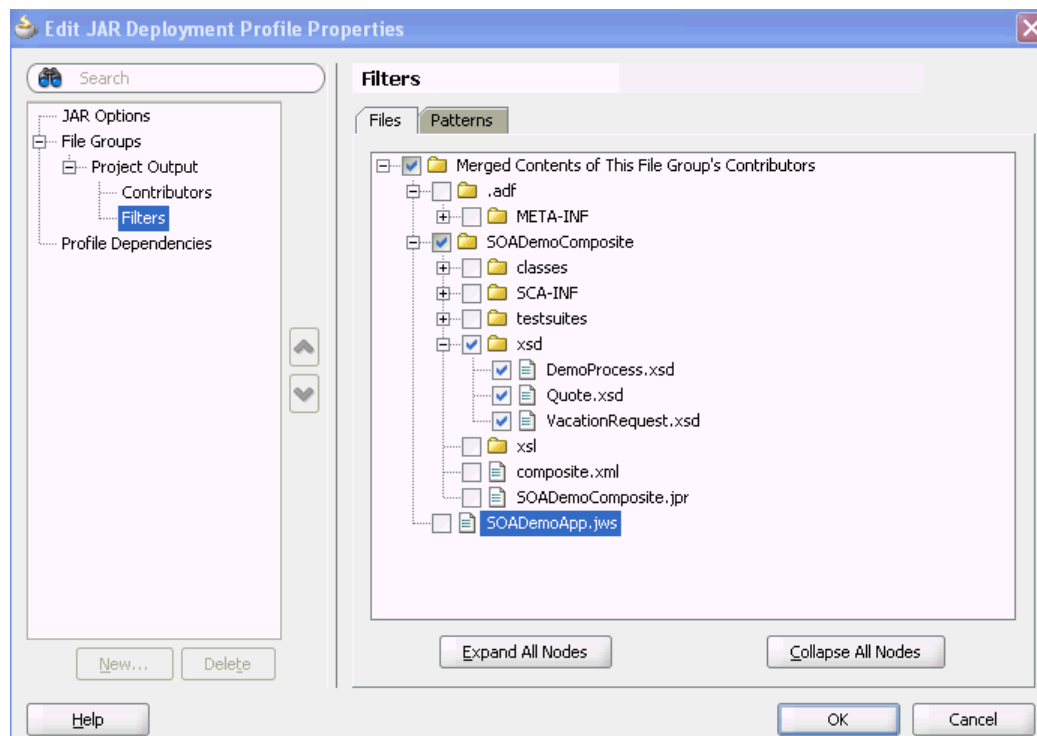 Edit JAR Deployment Profile Properties
Search
JAR Options
File Groups
Project Output
Contributors
Filters
Profile Dependencies
New...
Delete
Filters
Files
Patterns
Merged Contents of This File Group's Contributors
.adf
META-INF
SOADemoComposite
classes
SCA-INF
testsuites
xsd
DemoProcess.xsd
Quote.xsd
VacationRequest.xsd
xsl
composite.xml
SOADemoComposite.jpr
SOADemoApp.jws
Expand All Nodes
Collapse All Nodes
Help
OK
Cancel